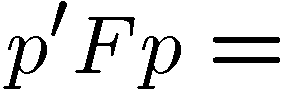 p′Fp =